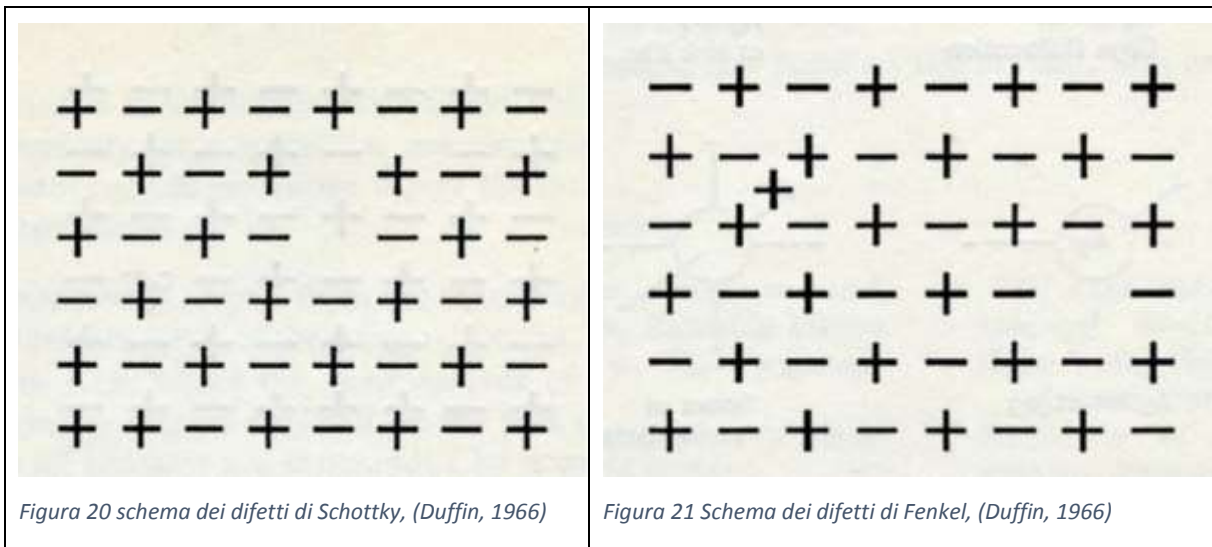 Figura 20 schema dei difetti di Schottky, (Duffin, 1966)
Figura 21 Schema dei difetti di Fenkel, (Duffin, 1966)